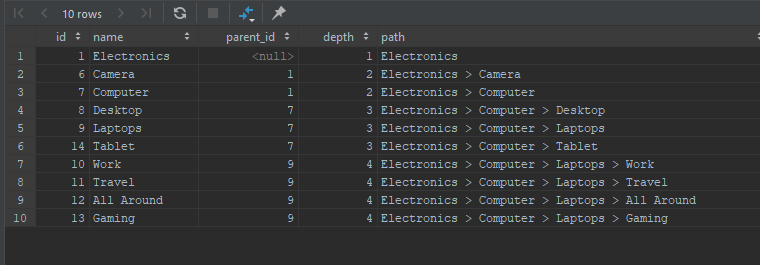 10 rows
id name parent_id depth path
1 1 Electronics <null> 1 Electronics
2 6 Camera 1 2 Electronics > Camera
3 7 Computer 1 2 Electronics > Computer
4 8 Desktop 7 3 Electronics > Computer > Desktop
5 9 Laptops 7 3 Electronics > Computer > Laptops
6 14 Tablet 7 3 Electronics > Computer > Tablet
7 10 Work 9 4 Electronics > Computer > Laptops > Work
8 11 Travel 9 4 Electronics > Computer > Laptops > Travel
9 12 All Around 9 4 Electronics > Computer > Laptops > All Around
10 13 Gaming 9 4 Electronics > Computer > Laptops > Gaming